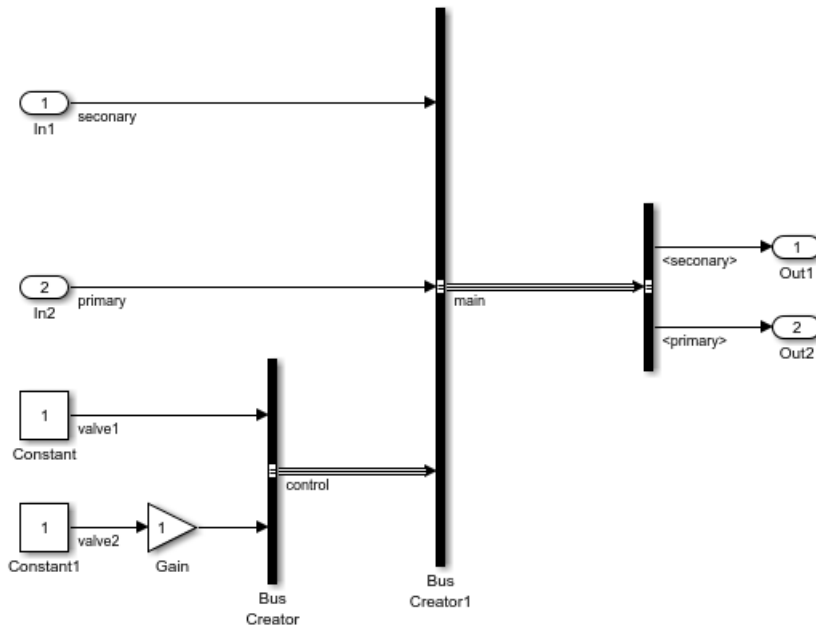 1
seconary
In1
2
primary
In2
main
<seconary>
1
Out1
<primary>
2
Out2
1
valve1
Constant
control
1
valve2
Constant1
1
Gain
Bus
Creator
Bus
Creator1